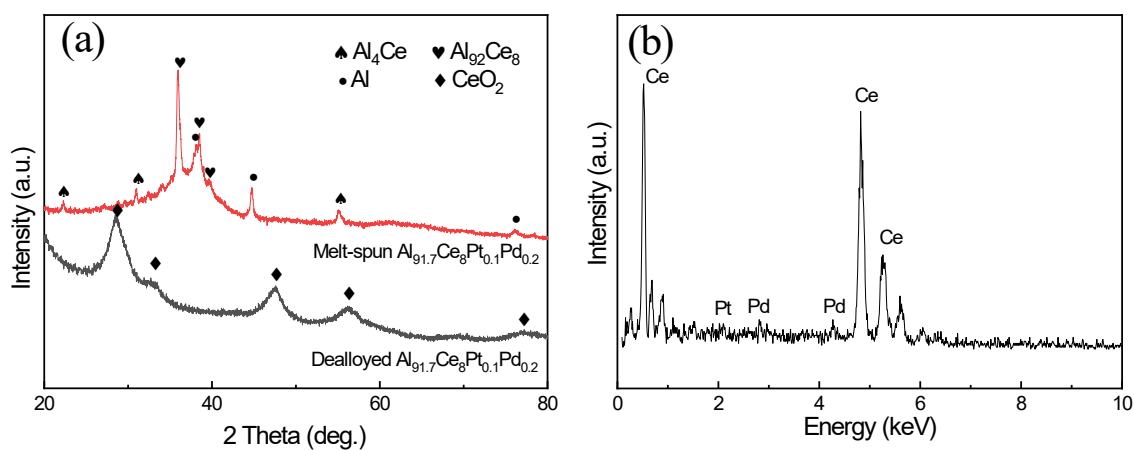 (a)
♠ Al4Ce ♥ Al92Ce8
● Al ♦ CeO2
Intensity (a.u.)
Melt-spun Al91.7Ce8Pt0.1Pd0.2
Dealloyed Al91.7Ce8Pt0.1Pd0.2
20 40 60 80
2 Theta (deg.)
(b)
Ce
Ce
Ce
Pt Pd Pd
Intensity (a.u.)
0 2 4 6 8 10
Energy (keV)